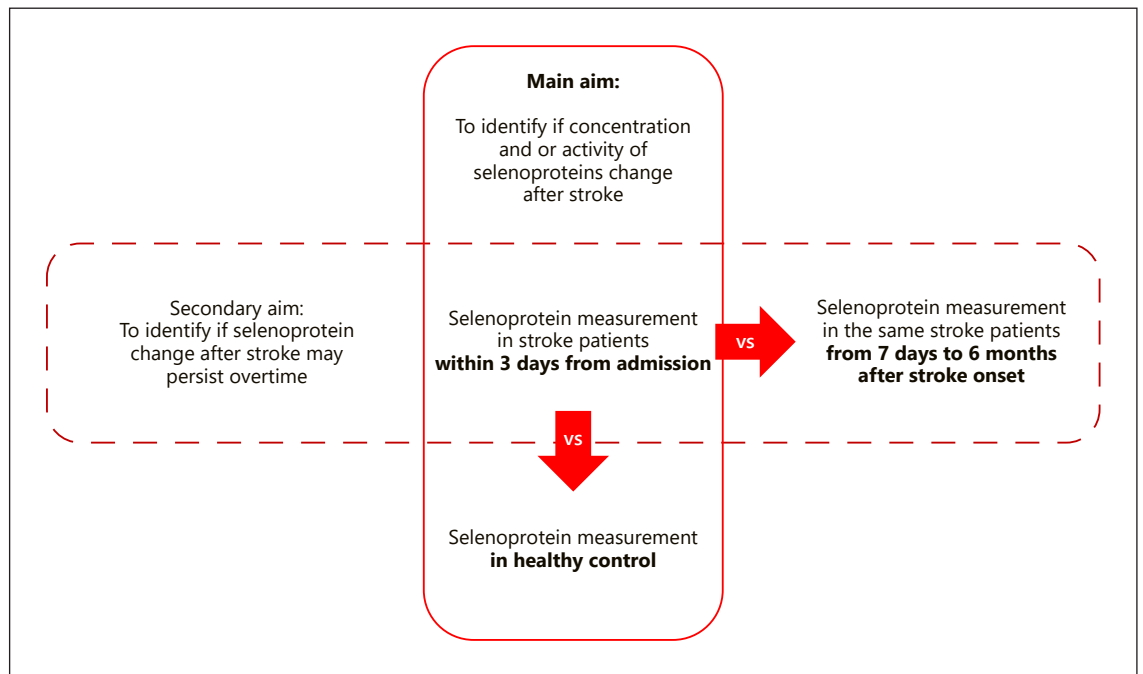 Main aim:
To identify if concentration
and or activity of
selenoproteins change
after stroke
Secondary aim:
To identify if selenoprotein
change after stroke may
persist overtime
Selenoprotein measurement
in stroke patients
within 3 days from admission
vs
Selenoprotein measurement
in the same stroke patients
from 7 days to 6 months
after stroke onset
vs
Selenoprotein measurement
in healthy control